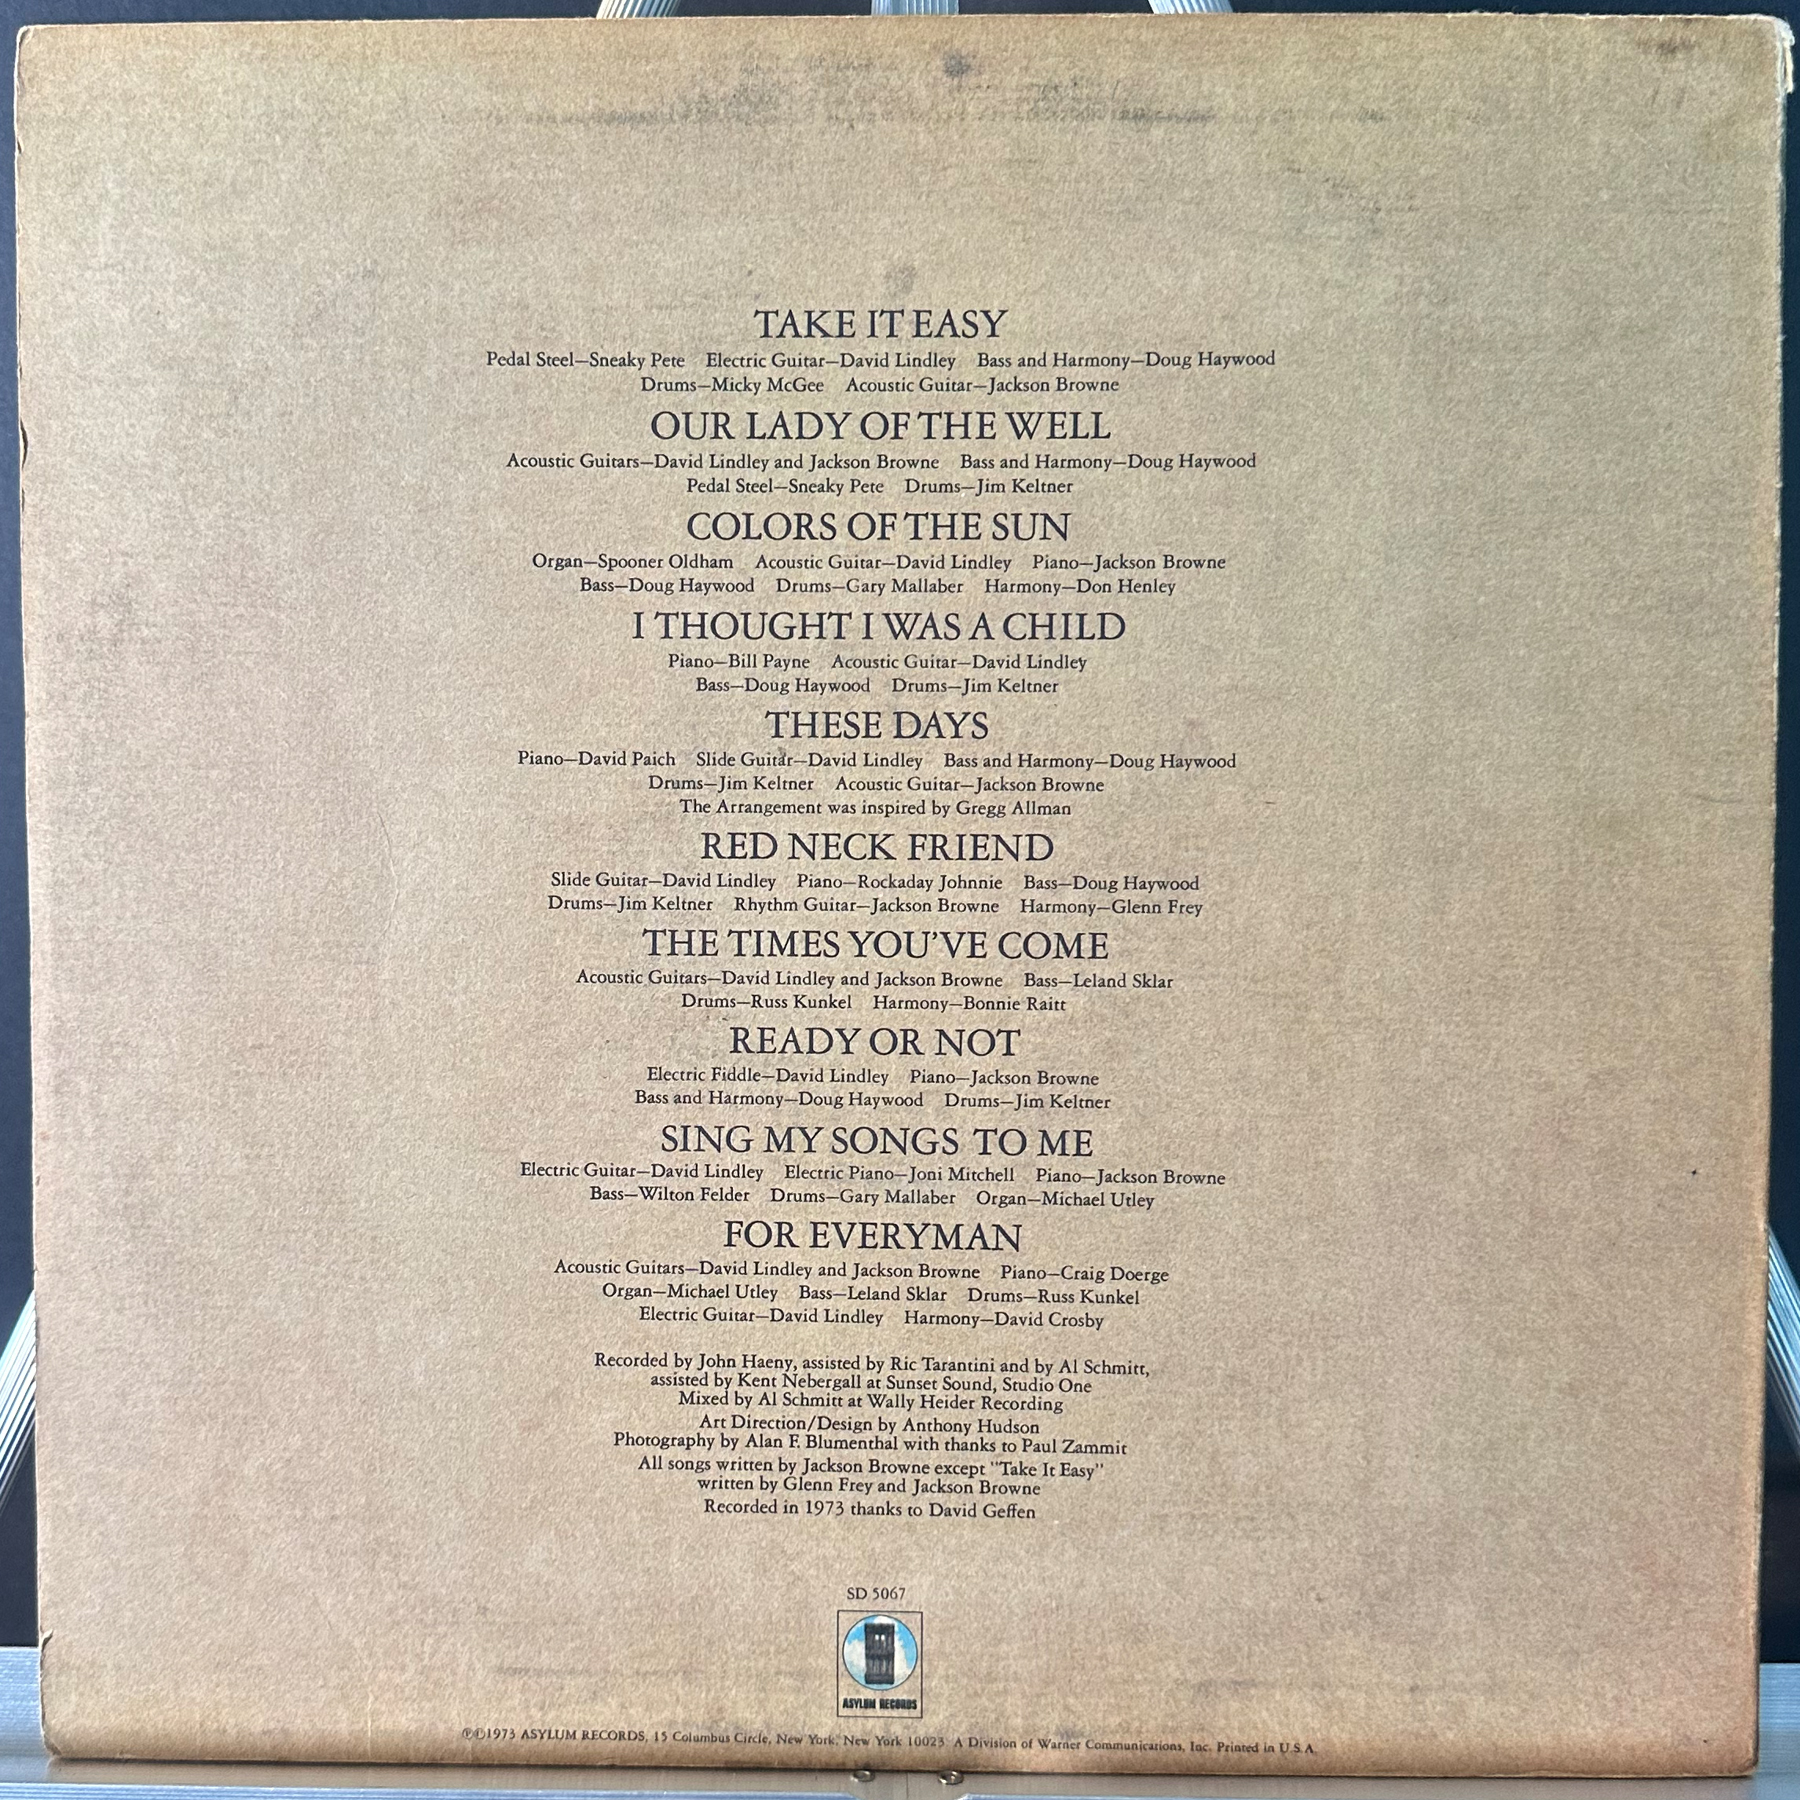 TAKE IT EASY
Pedal Steel—Sneaky Pete Electric Guitar—David Lindley Bass and Harmony—Doug Haywood
Drums—Micky McGee Acoustic Guitar—Jackson Browne
OUR LADY OF THE WELL
Acoustic Guitars—David Lindley and Jackson Browne Bass and Harmony—Doug Haywood
Pedal Steel—Sneaky Pete Drums—Jim Keltner
COLORS OF THE SUN
Organ—Spooner Oldham Acoustic Guitar—David Lindley Piano—Jackson Browne
Bass—Doug Haywood Drums—Gary Mallaber Harmony—Don Henley
I THOUGHT I WAS A CHILD
Piano—Bill Payne Acoustic Guitar—David Lindley
Bass—Doug Haywood Drums—Jim Keltner
THESE DAYS
Piano—David Paich Slide Guitar—David Lindley Bass and Harmony—Doug Haywood
Drums—Jim Keltner Acoustic Guitar—Jackson Browne
The Arrangement was inspired by Gregg Allman
RED NECK FRIEND
Slide Guitar—David Lindley Piano—Rockaday Johnnie Bass—Doug Haywood
Drums—Jim Keltner Rhythm Guitar—Jackson Browne Harmony—Glenn Frey
THE TIMES YOU'VE COME
Acoustic Guitars—David Lindley and Jackson Browne Bass—Leland Sklar
Drums—Russ Kunkel Harmony—Bonnie Raitt
READY OR NOT
Electric Fiddle—David Lindley Piano—Jackson Browne
Bass and Harmony—Doug Haywood Drums—Jim Keltner
SING MY SONGS TO ME
Electric Guitar—David Lindley Electric Piano—Joni Mitchell Piano—Jackson Browne
Bass—Wilton Felder Drums—Gary Mallaber Organ—Michael Utley
FOR EVERYMAN
Acoustic Guitars—David Lindley and Jackson Browne Piano—Craig Doerge
Organ—Michael Utley Bass—Leland Sklar Drums—Russ Kunkel
Electric Guitar—David Lindley Harmony—David Crosby
Recorded by John Haeny, assisted by Ric Tarantini and by Al Schmitt,
assisted by Kent Nebergall at Sunset Sound, Studio One
Mixed by Al Schmitt at Wally Heider Recording
Art Direction/Design by Anthony Hudson
Photography by Alan F. Blumenthal with thanks to Paul Zammit
All songs written by Jackson Browne except "Take It Easy"
written by Glenn Frey and Jackson Browne
Recorded in 1973 thanks to David Geffen
SD 5067
ASYLUM RECORDS
℗©1973 ASYLUM RECORDS, 15 Columbus Circle, New York, New York 10023 A Division of Warner Communications, Inc. Printed in U.S.A.